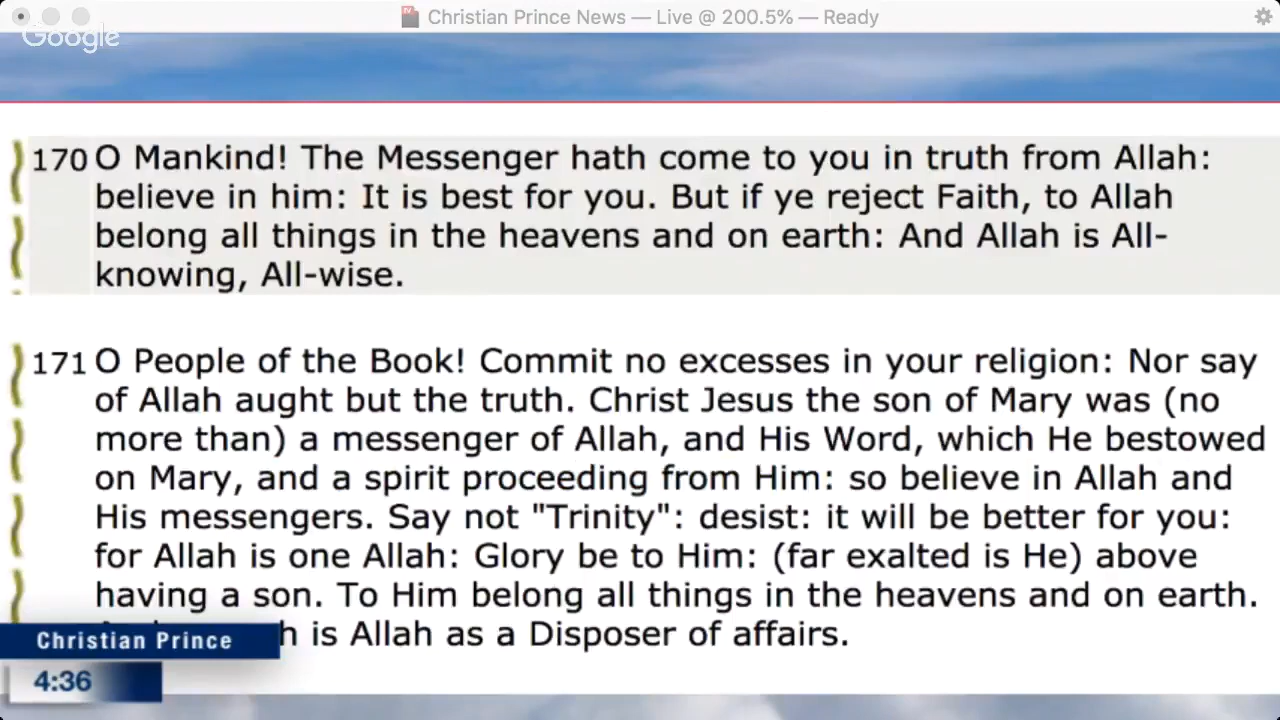 Christian Prince News — Live @ 200.5% — Ready
Google
170 O Mankind! The Messenger hath come to you in truth from Allah:
believe in him: It is best for you. But if ye reject Faith, to Allah
belong all things in the heavens and on earth: And Allah is All-
knowing, All-wise.
171 O People of the Book! Commit no excesses in your religion: Nor say
of Allah aught but the truth. Christ Jesus the son of Mary was (no
more than) a messenger of Allah, and His Word, which He bestowed
on Mary, and a spirit proceeding from Him: so believe in Allah and
His messengers. Say not "Trinity": desist: it will be better for you:
for Allah is one Allah: Glory be to Him: (far exalted is He) above
having a son. To Him belong all things in the heavens and on earth.
is Allah as a Disposer of affairs.
Christian Prince
4:36